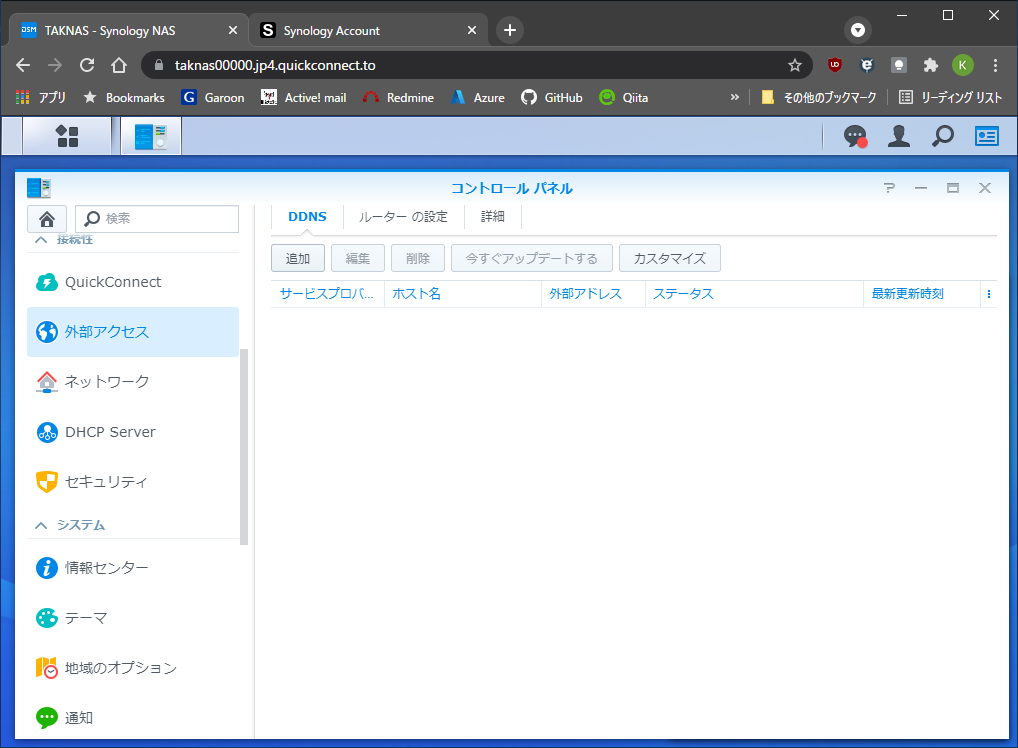 DSM TAKNAS - Synology NAS
S Synology Account
taknas00000.jp4.quickconnect.to
K
アプリ Bookmarks G Garoon Active! mail Redmine Azure GitHub Qiita » その他のブックマーク リーディング リスト
コントロール パネル
検索
DDNS ルーター の設定 詳細
接続性
追加 編集 削除 今すぐアップデートする カスタマイズ
サービスプロバ... ホスト名 外部アドレス ステータス 最新更新時刻
QuickConnect
外部アクセス
ネットワーク
DHCP Server
セキュリティ
システム
情報センター
テーマ
地域のオプション
通知